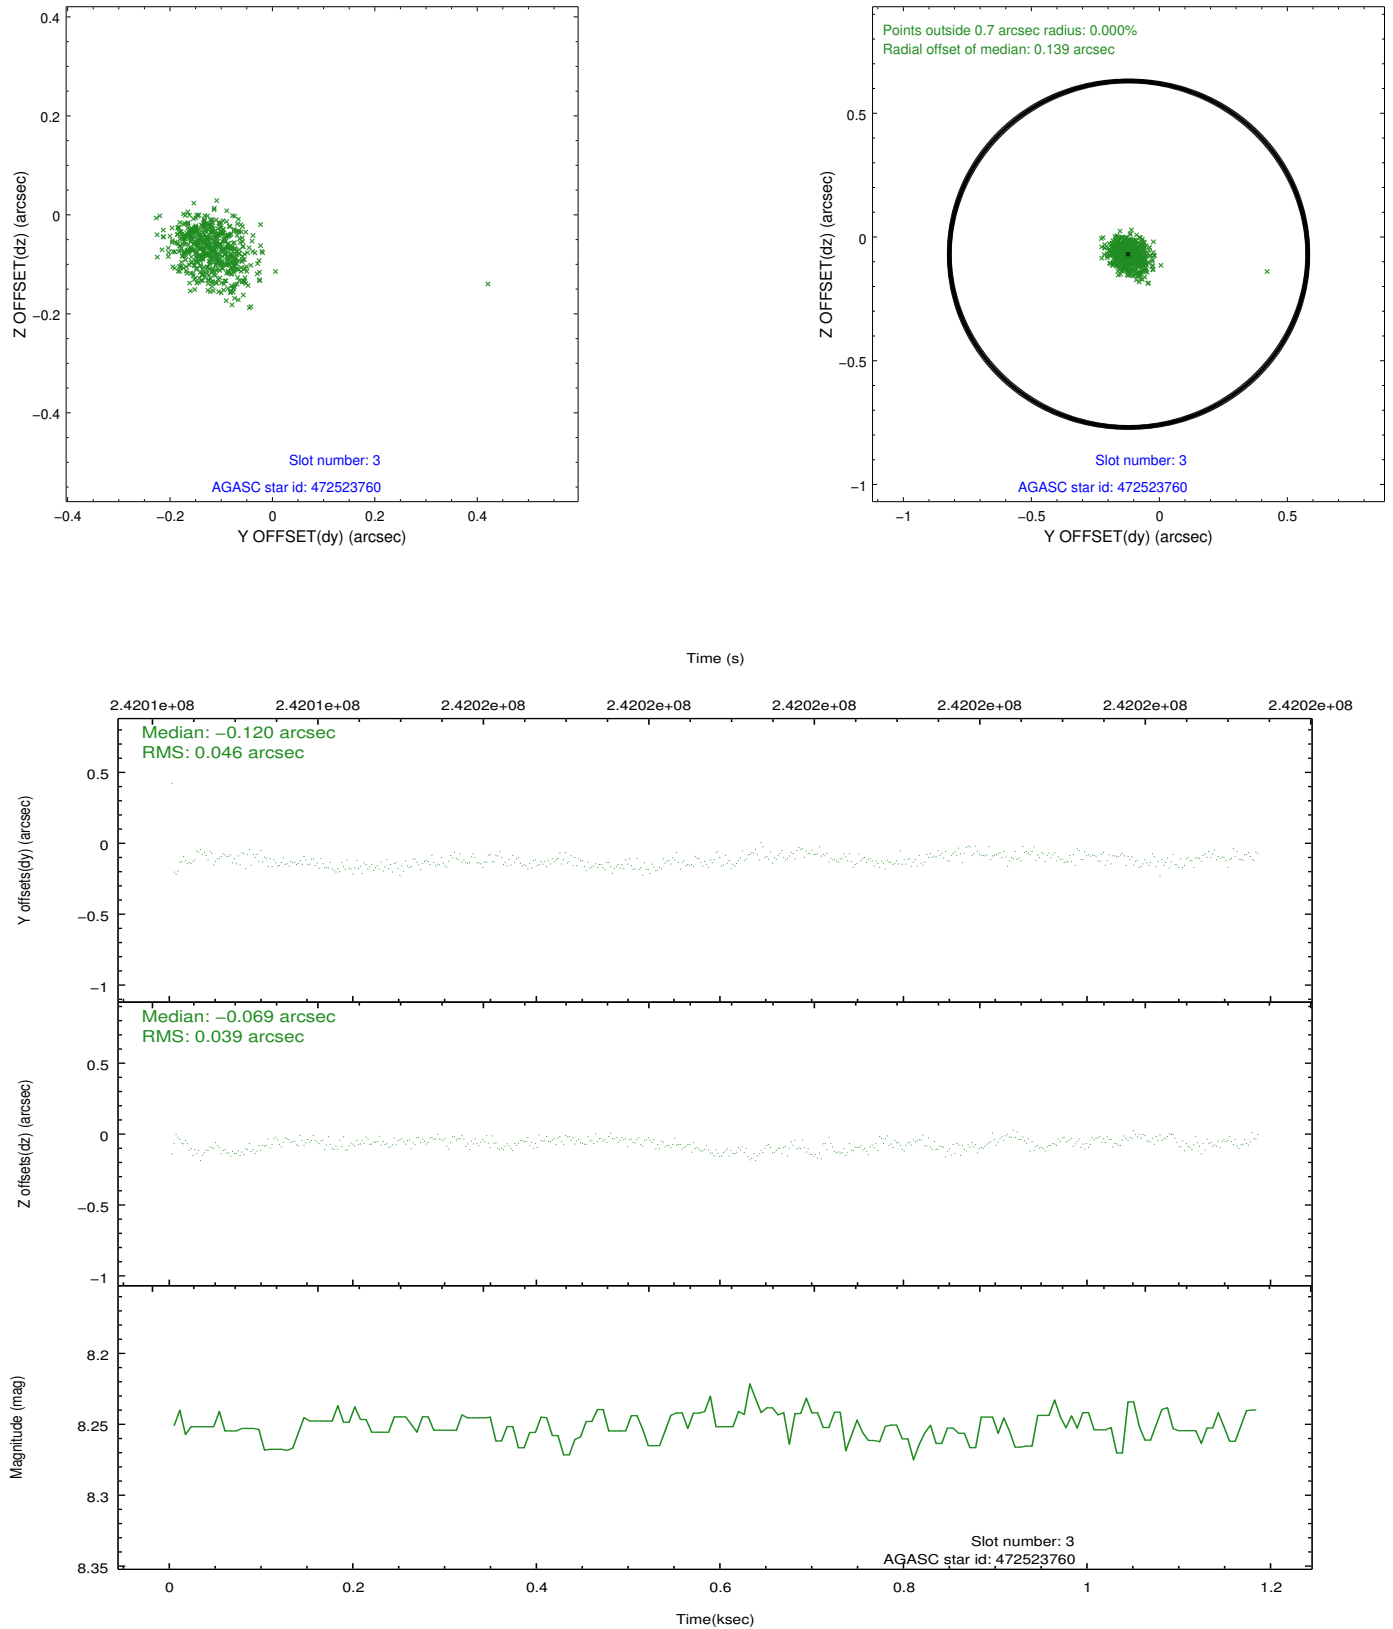 0.4
0.2
0
−0.2
−0.4
−0.4
−0.2
0
0.2
0.4
Z OFFSET(dz) (arcsec)
Y OFFSET(dy) (arcsec)
Slot number: 3
AGASC star id: 472523760
Points outside 0.7 arcsec radius: 0.000%
Radial offset of median: 0.139 arcsec
0.5
0
−0.5
−1
−1
−0.5
0
0.5
Z OFFSET(dz) (arcsec)
Y OFFSET(dy) (arcsec)
Slot number: 3
AGASC star id: 472523760
Time (s)
2.4201e+08 2.4201e+08 2.4202e+08 2.4202e+08 2.4202e+08 2.4202e+08 2.4202e+08 2.4202e+08
Median: −0.120 arcsec
RMS: 0.046 arcsec
0.5
0
−0.5
−1
Y offsets(dy) (arcsec)
Median: −0.069 arcsec
RMS: 0.039 arcsec
0.5
0
−0.5
−1
Z offsets(dz) (arcsec)
8.2
8.25
8.3
8.35
Magnitude (mag)
Slot number: 3
AGASC star id: 472523760
0 0.2 0.4 0.6 0.8 1 1.2
Time(ksec)